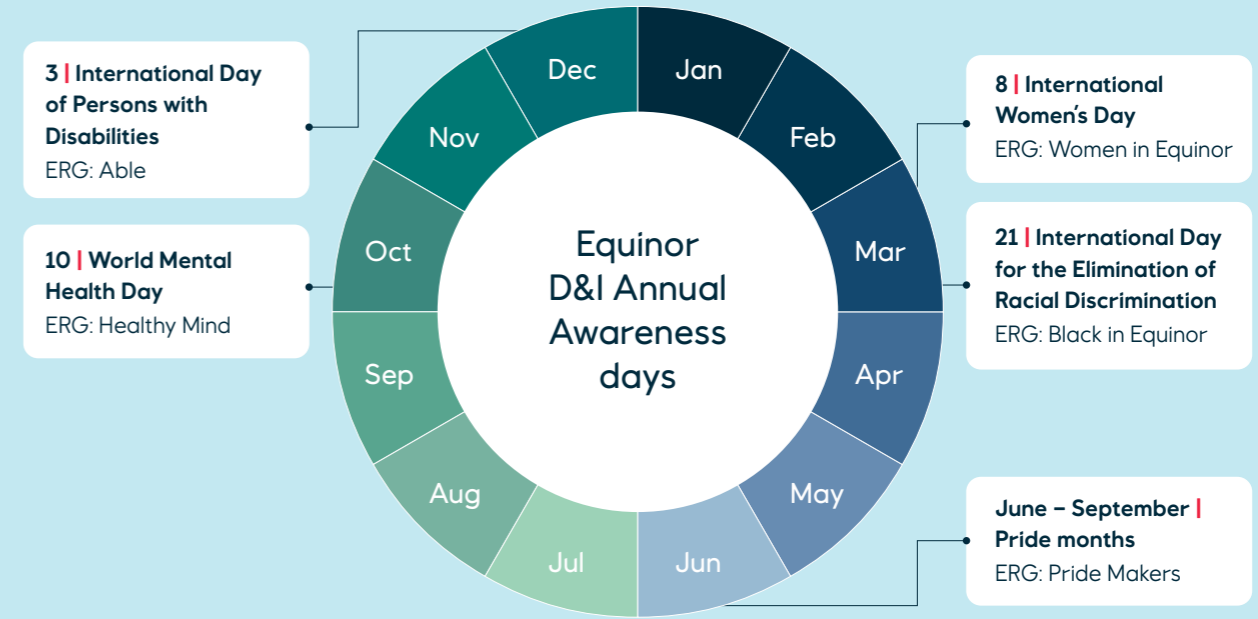 Equinor
D&I Annual
Awareness
days
Jan
Feb
Mar
Apr
May
Jun
Jul
Aug
Sep
Oct
Nov
Dec
8 | International
Women's Day
ERG: Women in Equinor
21 | International Day
for the Elimination of
Racial Discrimination
ERG: Black in Equinor
June – September |
Pride months
ERG: Pride Makers
10 | World Mental
Health Day
ERG: Healthy Mind
3 | International Day
of Persons with
Disabilities
ERG: Able